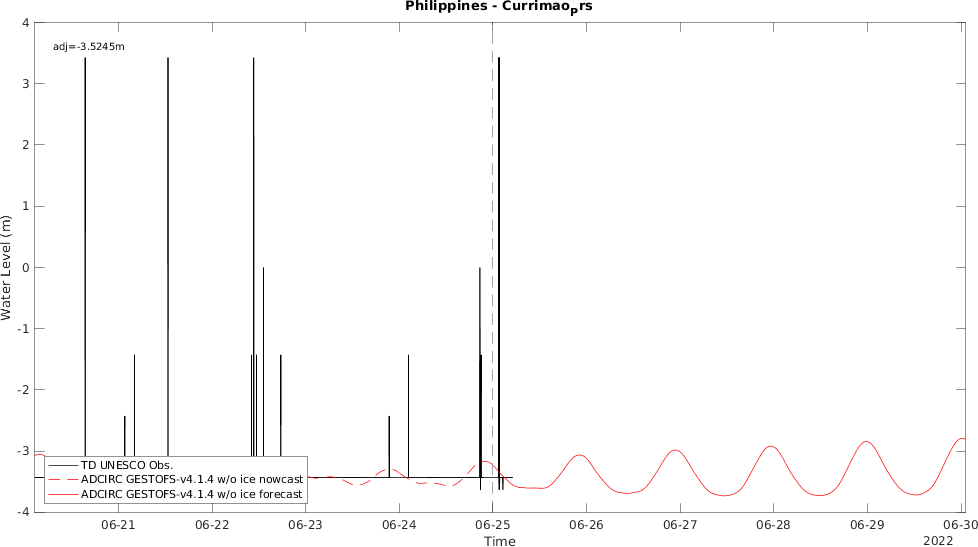 Philippines - Currimao_prs
adj=-3.5245m
4
3
2
1
0
-1
-2
-3
-4
Water Level (m)
TD UNESCO Obs.
ADCIRC GESTOFS-v4.1.4 w/o ice nowcast
ADCIRC GESTOFS-v4.1.4 w/o ice forecast
06-21 06-22 06-23 06-24 06-25 06-26 06-27 06-28 06-29 06-30
Time
2022